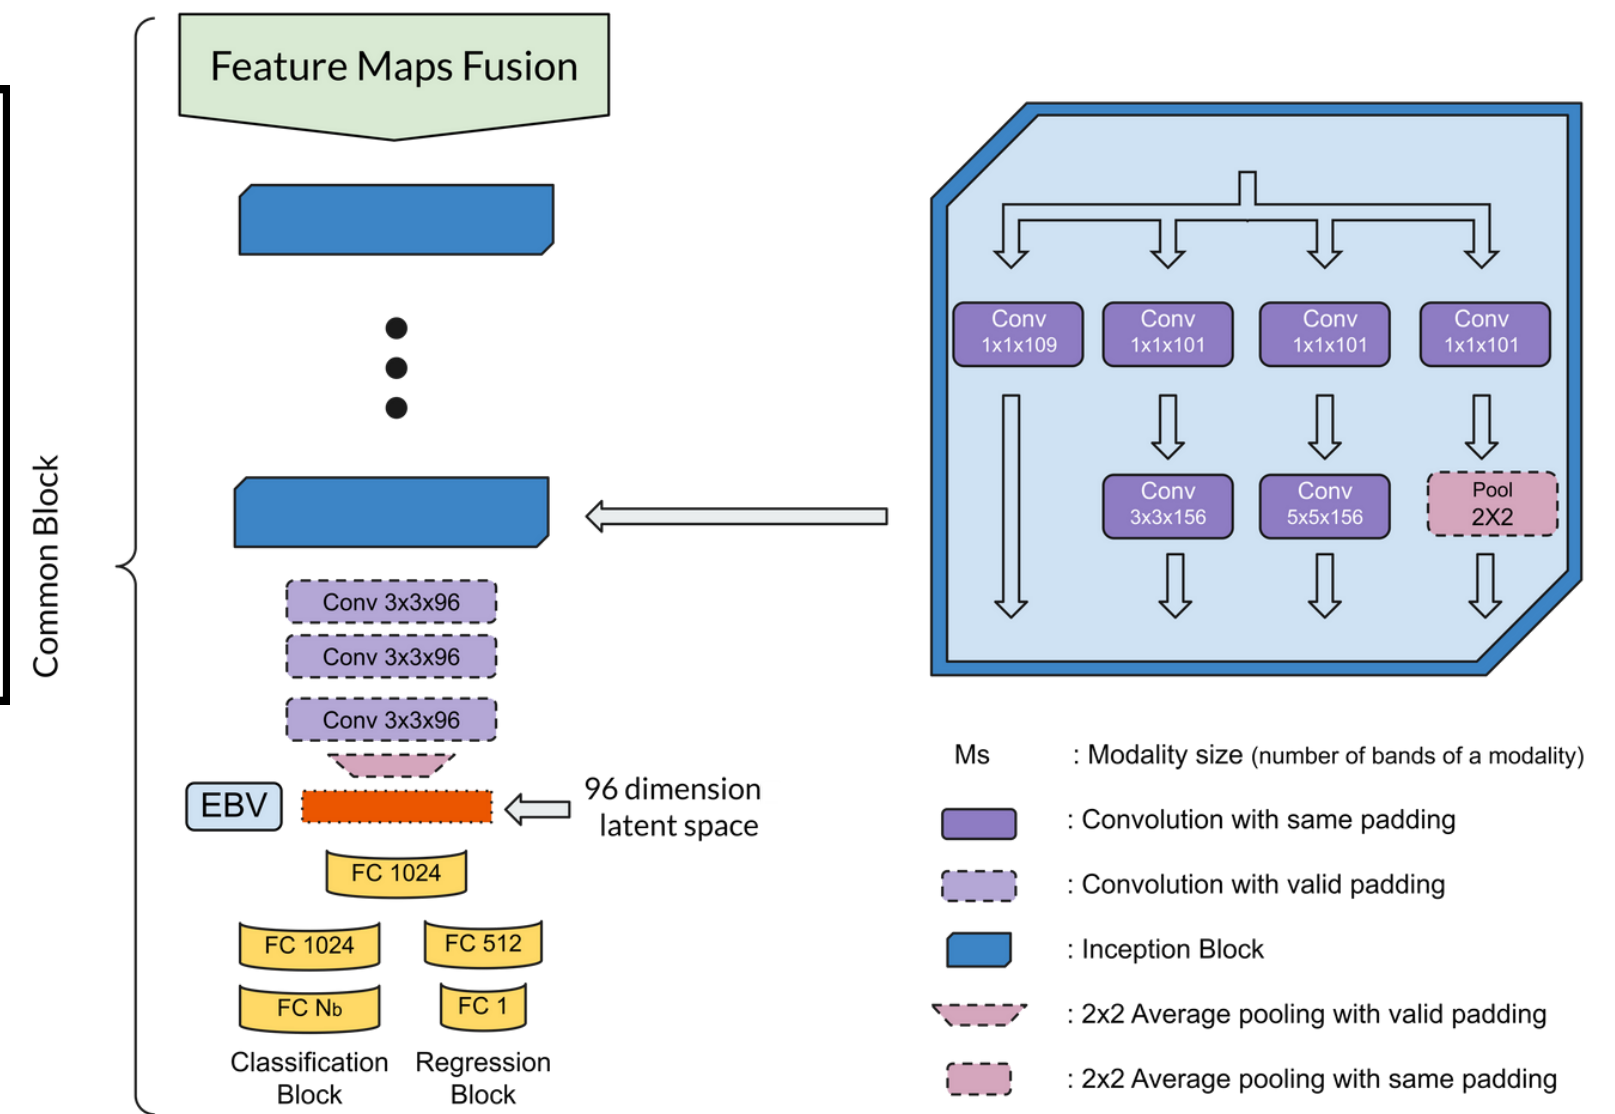 Feature Maps Fusion
Common Block
Conv 3x3x96
Conv 3x3x96
Conv 3x3x96
EBV
96 dimension
latent space
FC 1024
FC 1024
FC 512
FC Nb
FC 1
Classification
Block
Regression
Block
Conv
1x1x109
Conv
1x1x101
Conv
1x1x101
Conv
1x1x101
Conv
3x3x156
Conv
5x5x156
Pool
2X2
Ms : Modality size (number of bands of a modality)
: Convolution with same padding
: Convolution with valid padding
: Inception Block
: 2x2 Average pooling with valid padding
: 2x2 Average pooling with same padding